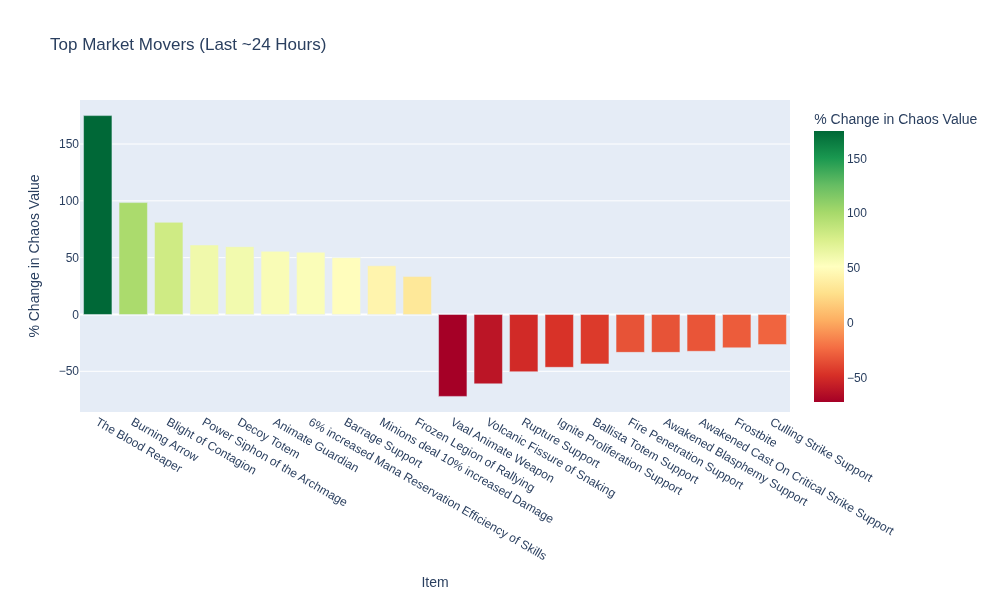 Top Market Movers (Last ~24 Hours)
% Change in Chaos Value
150
100
50
0
−50
% Change in Chaos Value
150
100
50
0
−50
The Blood Reaper
Burning Arrow
Blight of Contagion
Power Siphon of the Archmage
Decoy Totem
Animate Guardian
6% increased Mana Reservation Efficiency of Skills
Barrage Support
Minions deal 10% increased Damage
Frozen Legion of Rallying
Vaal Animate Weapon
Volcanic Fissure of Snaking
Rupture Support
Ignite Proliferation Support
Ballista Totem Support
Fire Penetration Support
Awakened Blasphemy Support
Awakened Cast On Critical Strike Support
Frostbite
Culling Strike Support
Item